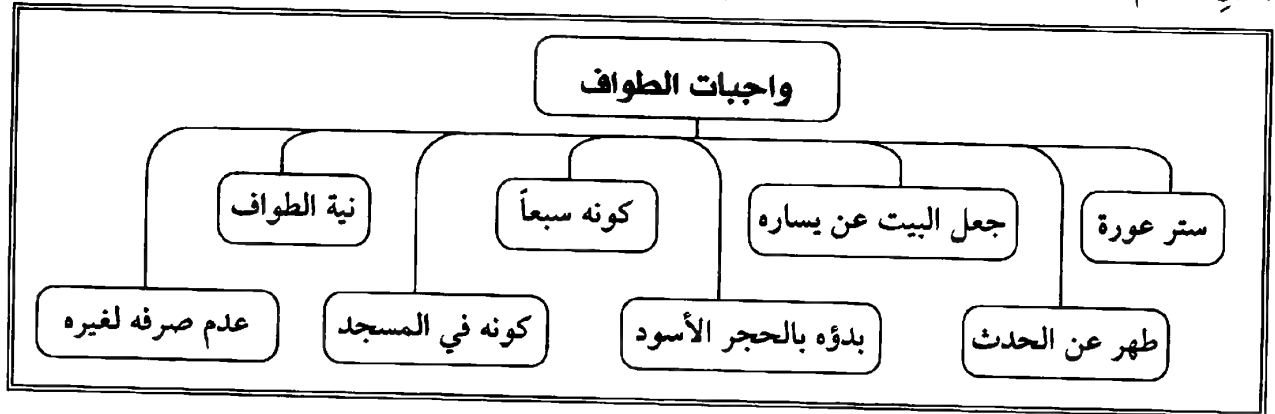 واجبات الطواف
ستر عورة
طهر عن الحدث
جعل البيت عن يساره
بدؤه بالحجر الأسود
كونه سبعاً
كونه في المسجد
نية الطواف
عدم صرفه لغيره